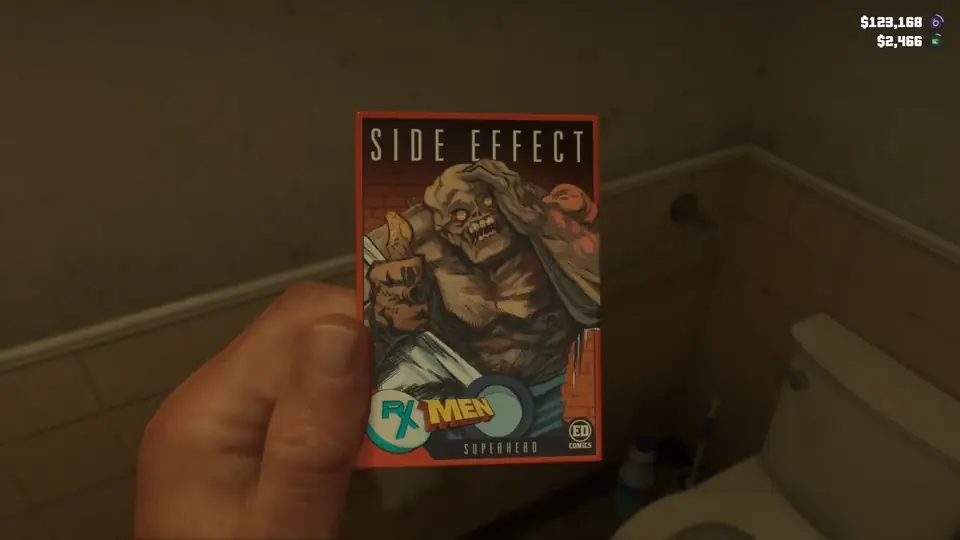 $123,168
$2,466
SIDE EFFECT
RX MEN
SUPERHERO
ED
COMICS